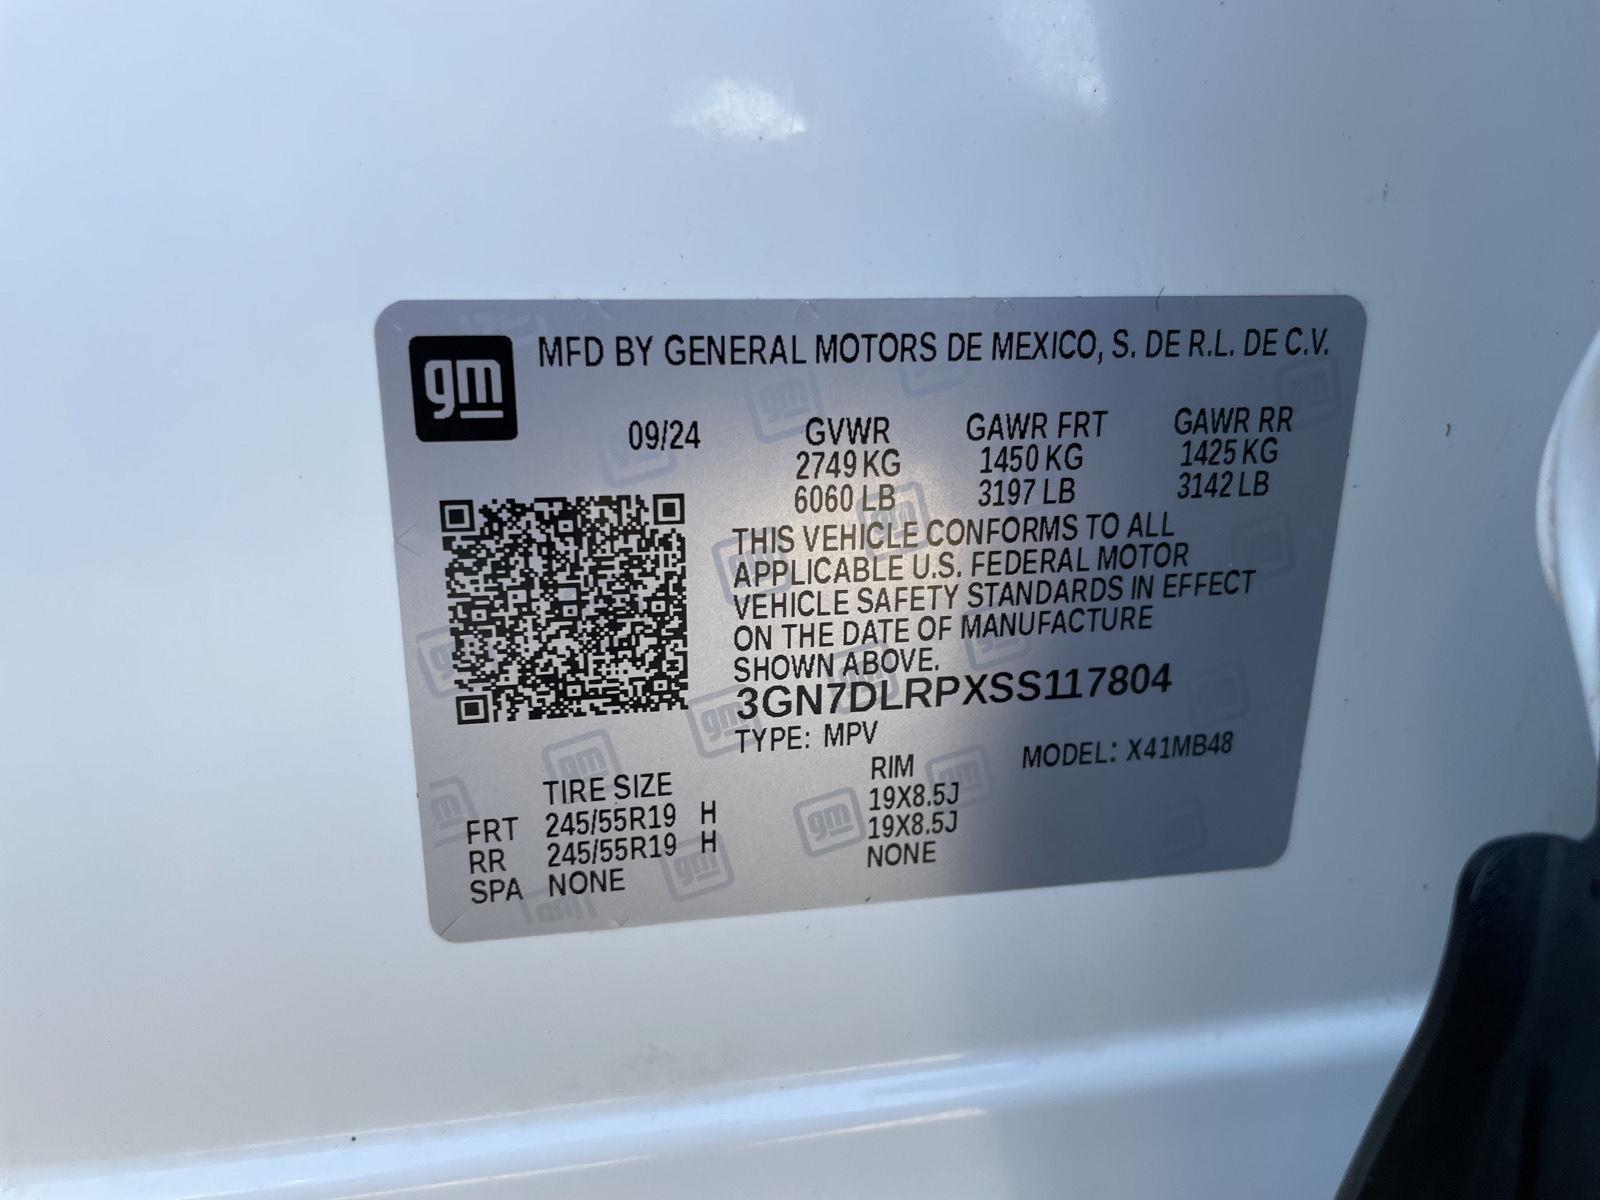 gm
MFD BY GENERAL MOTORS DE MEXICO, S. DE R.L. DE C.V.
09/24 GVWR GAWR FRT GAWR RR
2749 KG 1450 KG 1425 KG
6060 LB 3197 LB 3142 LB
THIS VEHICLE CONFORMS TO ALL
APPLICABLE U.S. FEDERAL MOTOR
VEHICLE SAFETY STANDARDS IN EFFECT
ON THE DATE OF MANUFACTURE
SHOWN ABOVE.
3GN7DLRPXSS117804
TYPE: MPV MODEL: X41MB48
TIRE SIZE RIM
FRT 245/55R19 H 19X8.5J
RR 245/55R19 H 19X8.5J
SPA NONE NONE